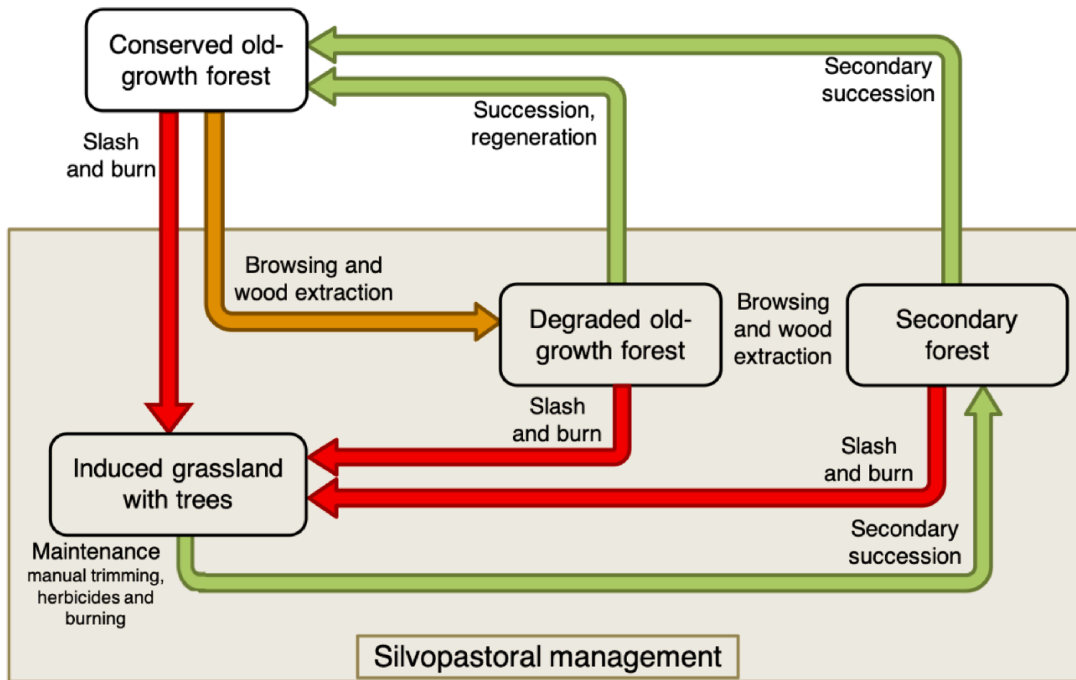 Conserved old-
growth forest
Secondary
succession
Succession,
regeneration
Slash
and burn
Browsing and
wood extraction
Degraded old-
growth forest
Browsing
and wood
extraction
Secondary
forest
Slash
and burn
Slash
and burn
Induced grassland
with trees
Secondary
succession
Maintenance
manual trimming,
herbicides and
burning
Silvopastoral management